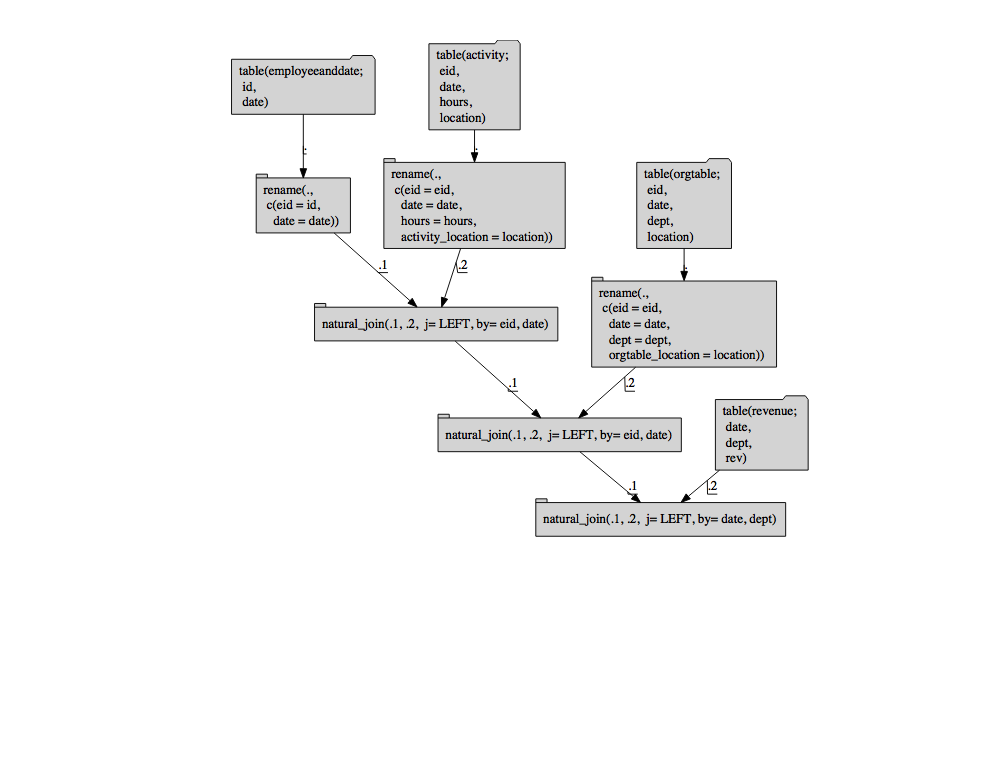 table(employeeanddate;
id,
date)
table(activity;
eid,
date,
hours,
location)
:
:
rename(.,
c(eid = id,
date = date))
rename(.,
c(eid = eid,
date = date,
hours = hours,
activity_location = location))
table(orgtable;
eid,
date,
dept,
location)
.1
.2
:
rename(.,
c(eid = eid,
date = date,
dept = dept,
orgtable_location = location))
natural_join(.1, .2, j= LEFT, by= eid, date)
.1
.2
table(revenue;
date,
dept,
rev)
natural_join(.1, .2, j= LEFT, by= eid, date)
.1
.2
natural_join(.1, .2, j= LEFT, by= date, dept)